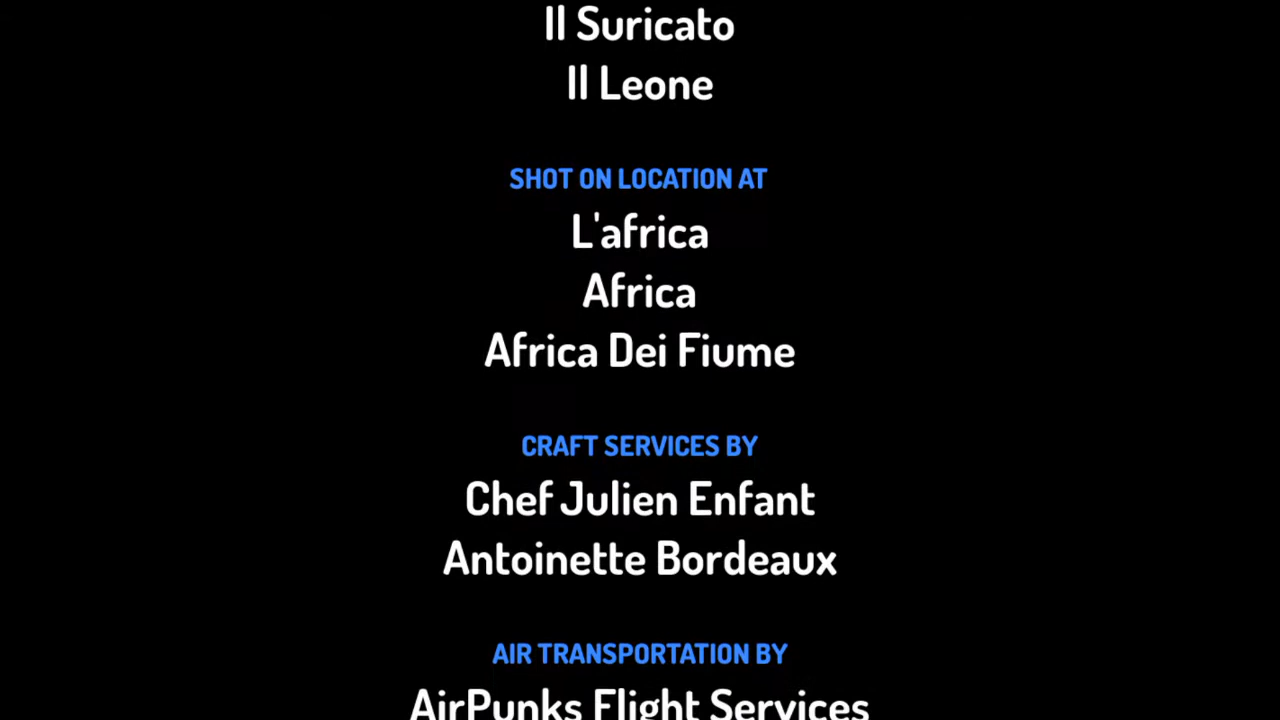 Il Suricato
Il Leone
SHOT ON LOCATION AT
L'africa
Africa
Africa Dei Fiume
CRAFT SERVICES BY
Chef Julien Enfant
Antoinette Bordeaux
AIR TRANSPORTATION BY
AirPunks Flight Services